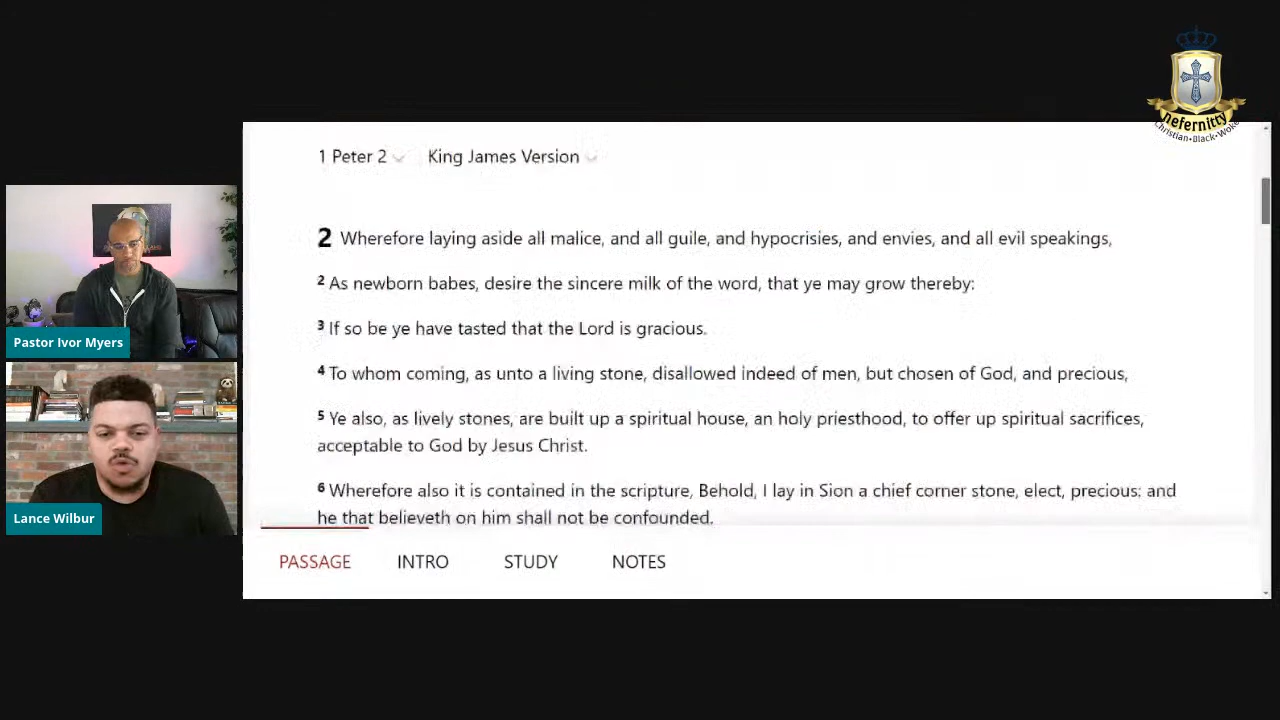 nefernitty
Christian•Black•Woke
1 Peter 2 King James Version
2 Wherefore laying aside all malice, and all guile, and hypocrisies, and envies, and all evil speakings,
2 As newborn babes, desire the sincere milk of the word, that ye may grow thereby:
3 If so be ye have tasted that the Lord is gracious.
4 To whom coming, as unto a living stone, disallowed indeed of men, but chosen of God, and precious,
5 Ye also, as lively stones, are built up a spiritual house, an holy priesthood, to offer up spiritual sacrifices,
acceptable to God by Jesus Christ.
6 Wherefore also it is contained in the scripture, Behold, I lay in Sion a chief corner stone, elect, precious: and
he that believeth on him shall not be confounded.
PASSAGE INTRO STUDY NOTES
Pastor Ivor Myers
Lance Wilbur